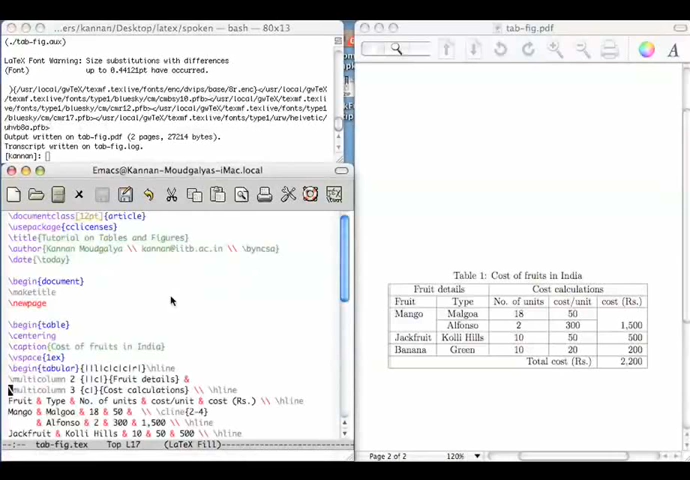 ...ers/kannan/Desktop/latex/spoken — bash — 80x13
(./tab-fig.aux)
LaTeX Font Warning: Size substitutions with differences
(Font)                 up to 0.44121pt have occurred.
){/usr/local/gwTeX/texmf.texlive/fonts/enc/dvips/base/8r.enc}</usr/local/gwTeX
/texmf.texlive/fonts/type1/bluesky/cm/cmbsy10.pfb></usr/local/gwTeX/texmf.texli
ve/fonts/type1/bluesky/cm/cmr12.pfb></usr/local/gwTeX/texmf.texlive/fonts/type1
/bluesky/cm/cmr17.pfb></usr/local/gwTeX/texmf.texlive/fonts/type1/urw/helvetic/
uhvb8a.pfb>
Output written on tab-fig.pdf (2 pages, 27214 bytes).
Transcript written on tab-fig.log.
[kannan]:
Emacs@Kannan-Moudgalyas-iMac.local
\documentclass[12pt]{article}
\usepackage{cclicenses}
\title{Tutorial on Tables and Figures}
\author{Kannan Moudgalya \\ kannan@iitb.ac.in \\ \byncsa}
\date{\today}
\begin{document}
\maketitle
\newpage
\begin{table}
\centering
\caption{Cost of fruits in India}
\vspace{1ex}
\begin{tabular}{||l|c|c|c|r|}\hline
\multicolumn 2 {||c|}{Fruit details} &
\multicolumn 3 {c|}{Cost calculations} \\ \hline
Fruit & Type & No. of units & cost/unit & cost (Rs.) \\ \hline
Mango & Malgoa & 18 & 50 & \\ \cline{2-4}
& Alfonso & 2 & 300 & 1,500 \\ \hline
Jackfruit & Kolli Hills & 10 & 50 & 500 \\ \hline
tab-fig.tex Top L17 (LaTeX Fill)
tab-fig.pdf
Table 1: Cost of fruits in India
Fruit details Cost calculations
Fruit Type No. of units cost/unit cost (Rs.)
Mango Malgoa 18 50
Alfonso 2 300 1,500
Jackfruit Kolli Hills 10 50 500
Banana Green 10 20 200
Total cost (Rs.) 2,200
Page 2 of 2 120%